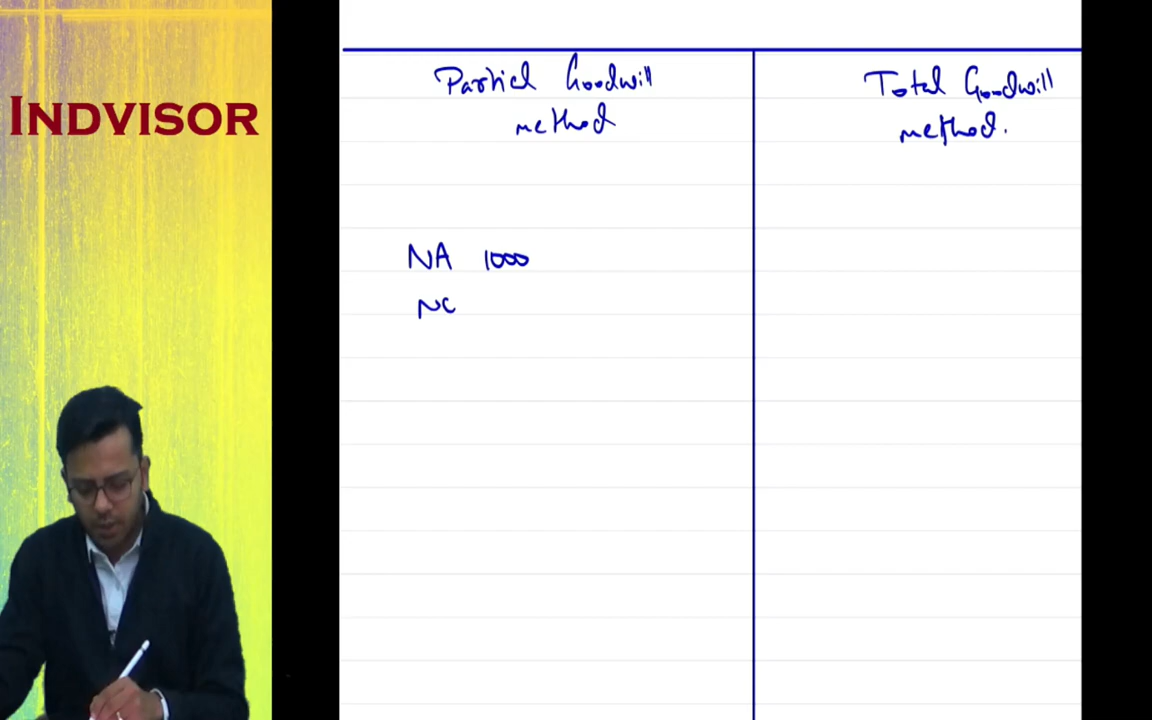 INDVISOR
Partial Goodwill
method
Total Goodwill
method.
NA 1000
NC